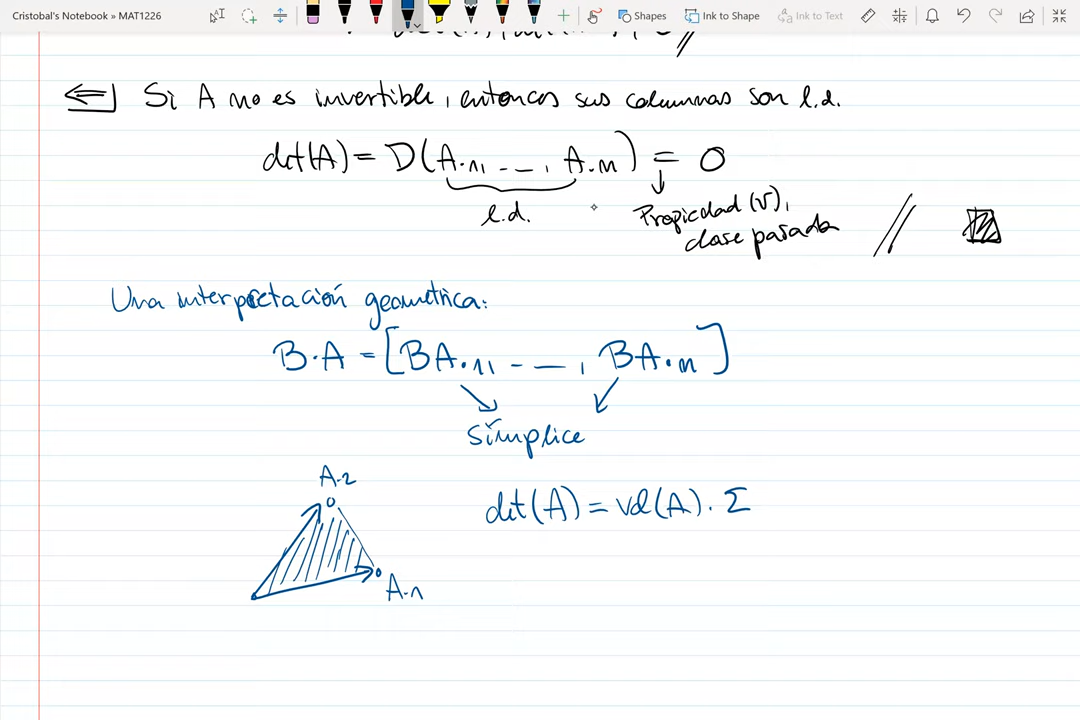 Cristobal's Notebook » MAT1226
Shapes
Ink to Shape
Ink to Text
⇐] Si A no es invertible, entonces sus columnas son l.d.
det(A) = D(A.₁, ..., A.n) = 0
l.d.
Propiedad (v),
clase pasada
//
Una interpretación geométrica:
B·A = [BA.₁, ..., BA.n]
símplice
A.2
det(A) = vol(A). Σ
A.1